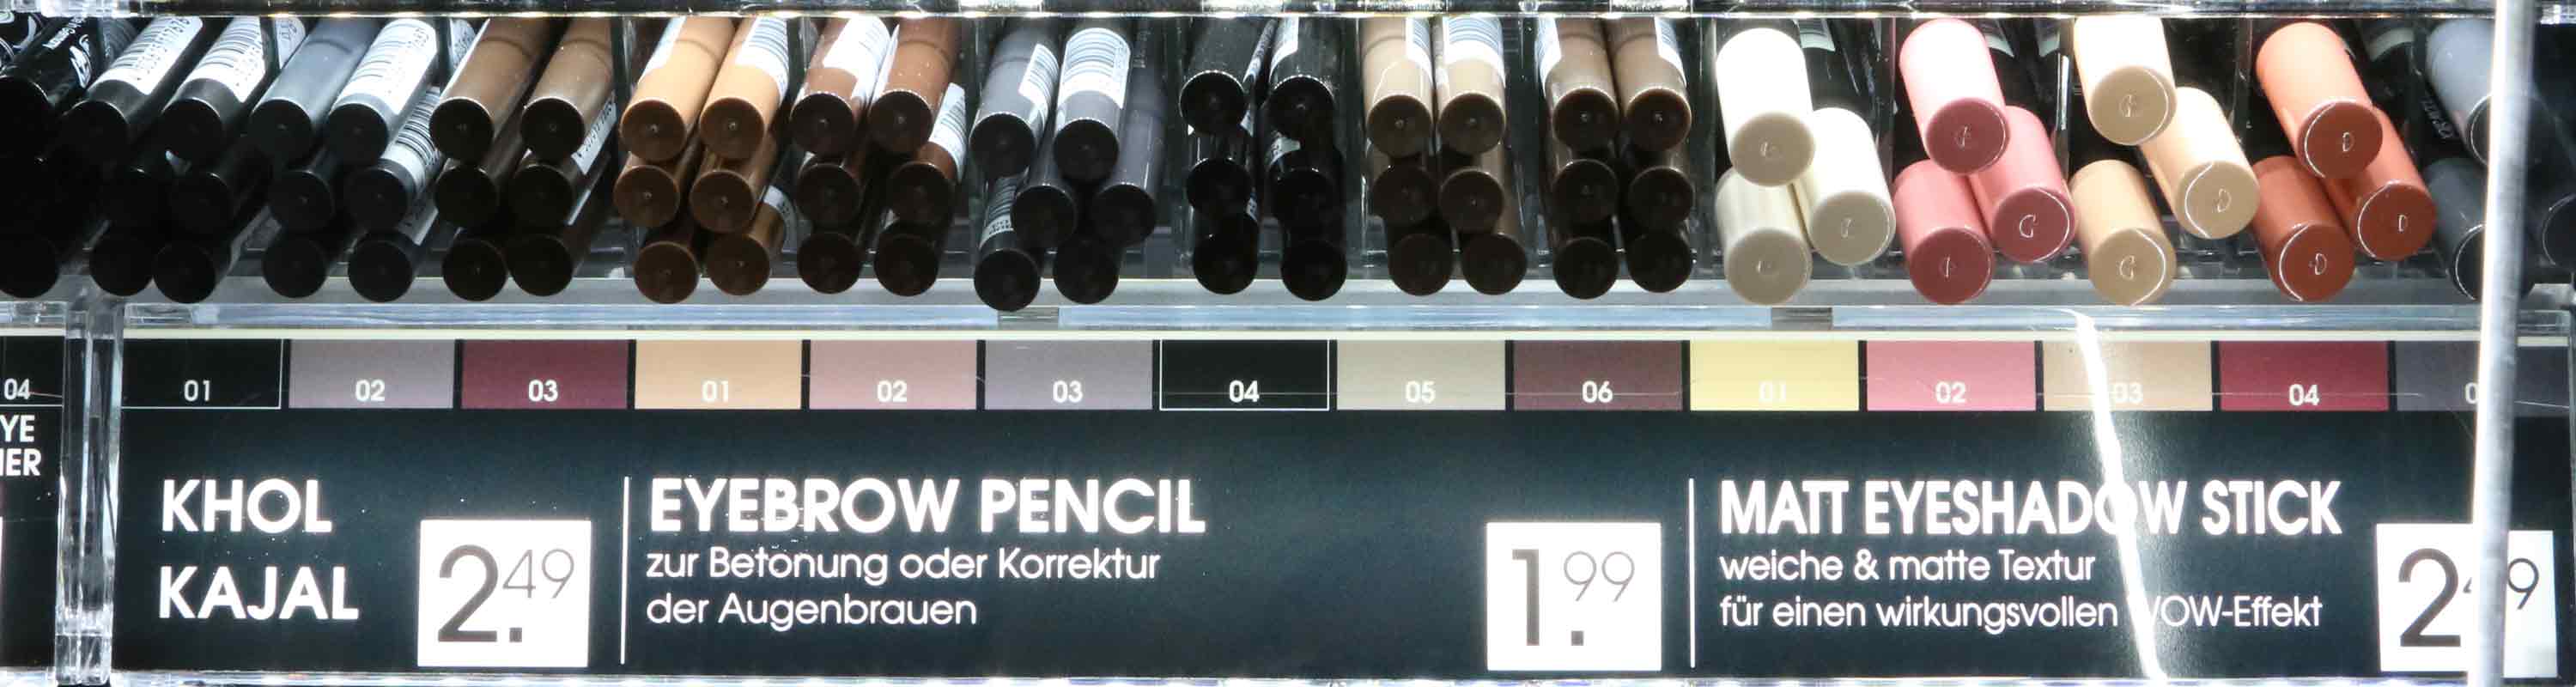 04
01
02
03
01
02
03
04
05
06
01
02
03
04
YE
IER
KHOL
KAJAL
2.49
EYEBROW PENCIL
zur Betonung oder Korrektur
der Augenbrauen
1.99
MATT EYESHADOW STICK
weiche & matte Textur
für einen wirkungsvollen WOW-Effekt